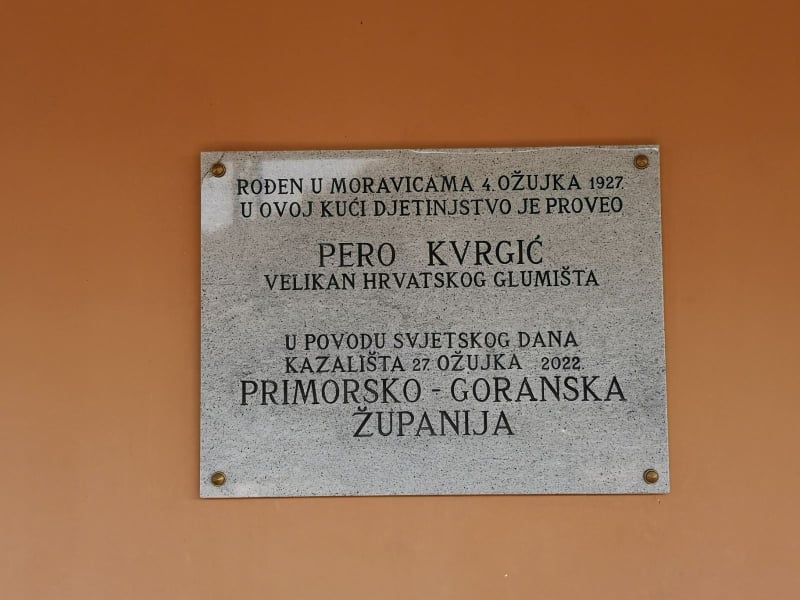 ROĐEN U MORAVICAMA 4. OŽUJKA 1927.
U OVOJ KUĆI DJETINJSTVO JE PROVEO
PERO KVRGIĆ
VELIKAN HRVATSKOG GLUMIŠTA
U POVODU SVJETSKOG DANA
KAZALIŠTA 27. OŽUJKA 2022.
PRIMORSKO - GORANSKA
ŽUPANIJA